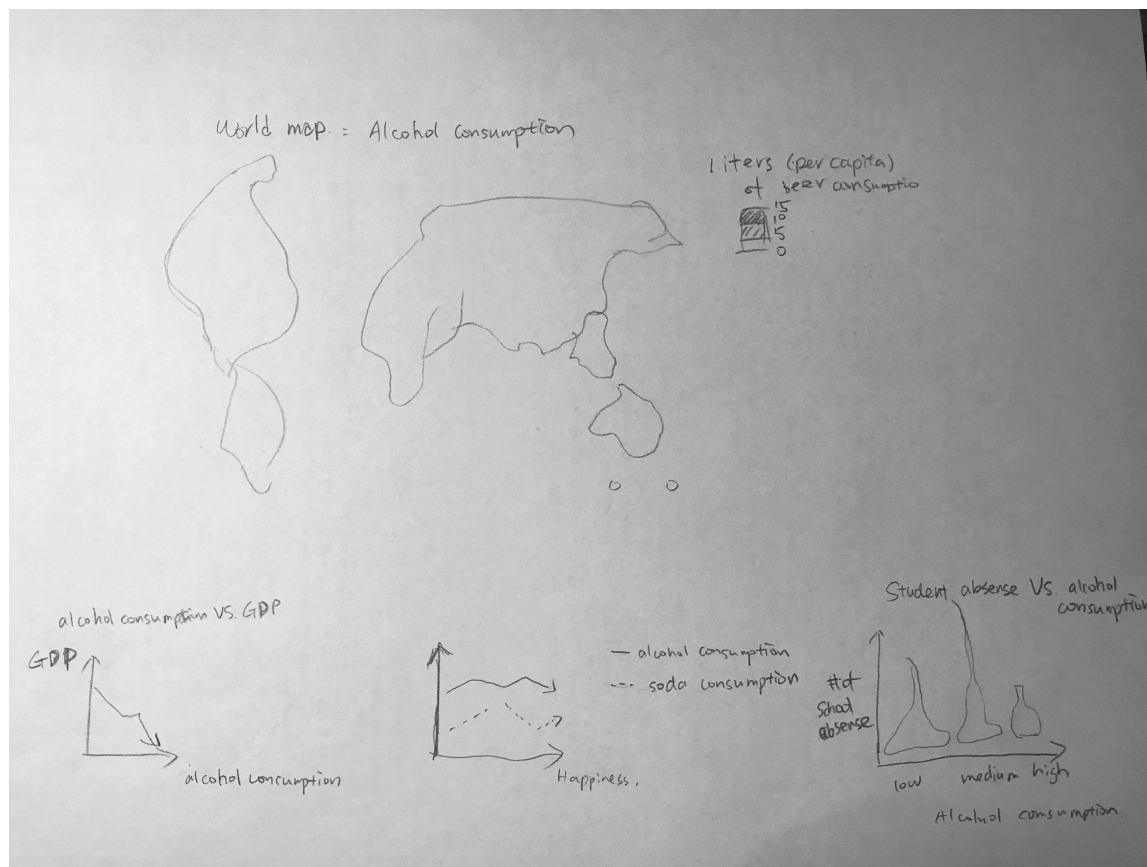 World map : Alcohol consumption
liters (per capita)
of beer consumptio
15
10
5
0
alcohol consumption VS. GDP
GDP
alcohol concumption
— alcohol consumption
--- soda consumption
Happiness.
Student absense VS. alcohol
consumption
# of
School
absense
low medium high
Alcohol consumption.